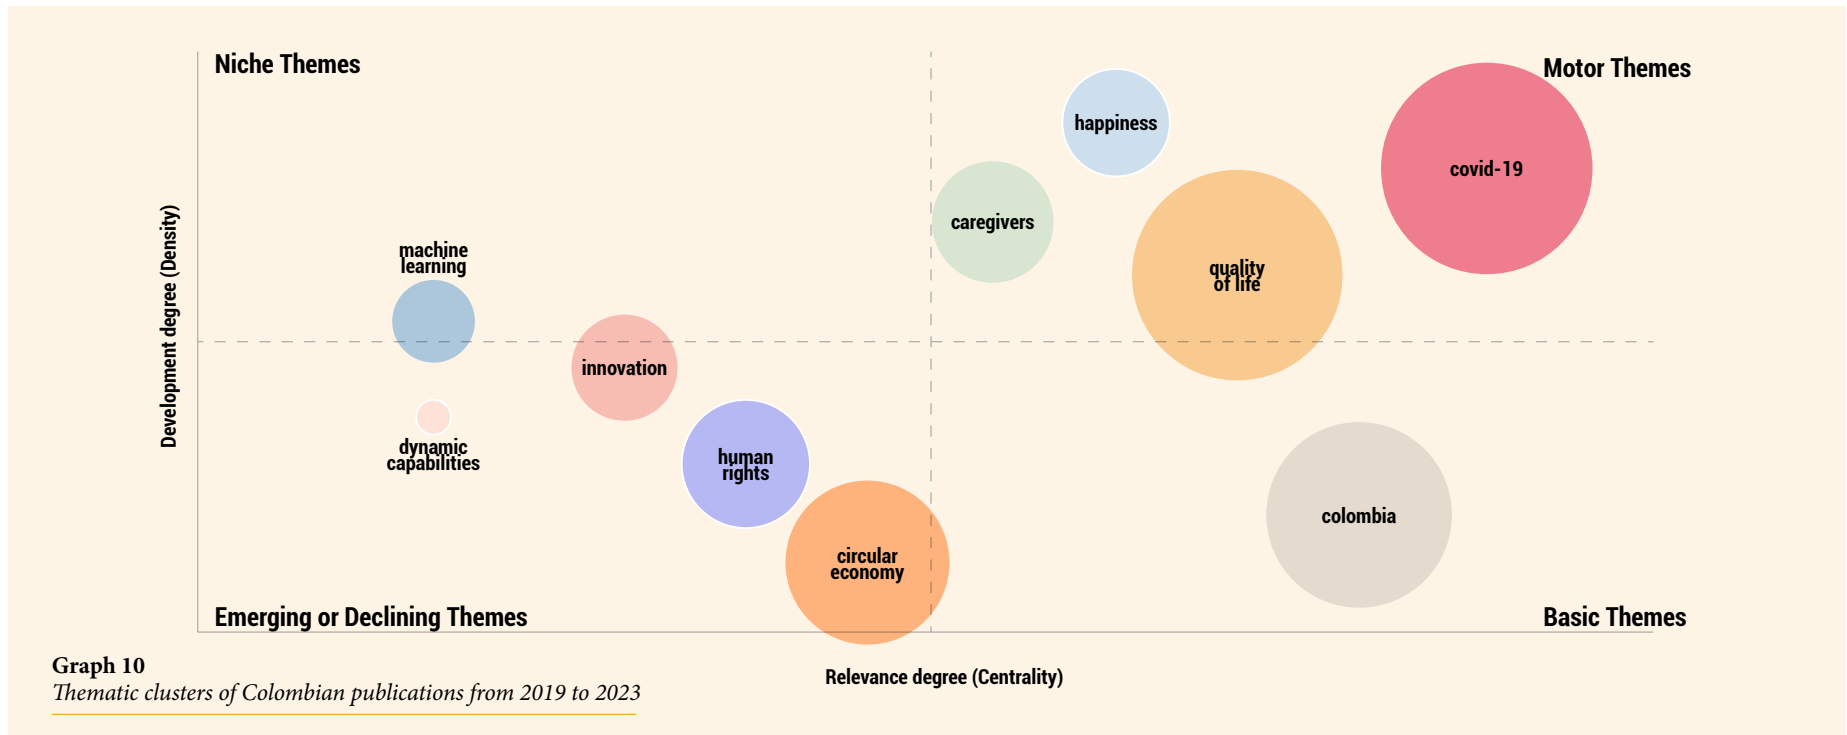 Niche Themes
Motor Themes
happiness
covid-19
caregivers
machine
learning
quality
of life
Development degree (Density)
innovation
dynamic
capabilities
human
rights
colombia
circular
economy
Emerging or Declining Themes
Basic Themes
Graph 10
Relevance degree (Centrality)
Thematic clusters of Colombian publications from 2019 to 2023